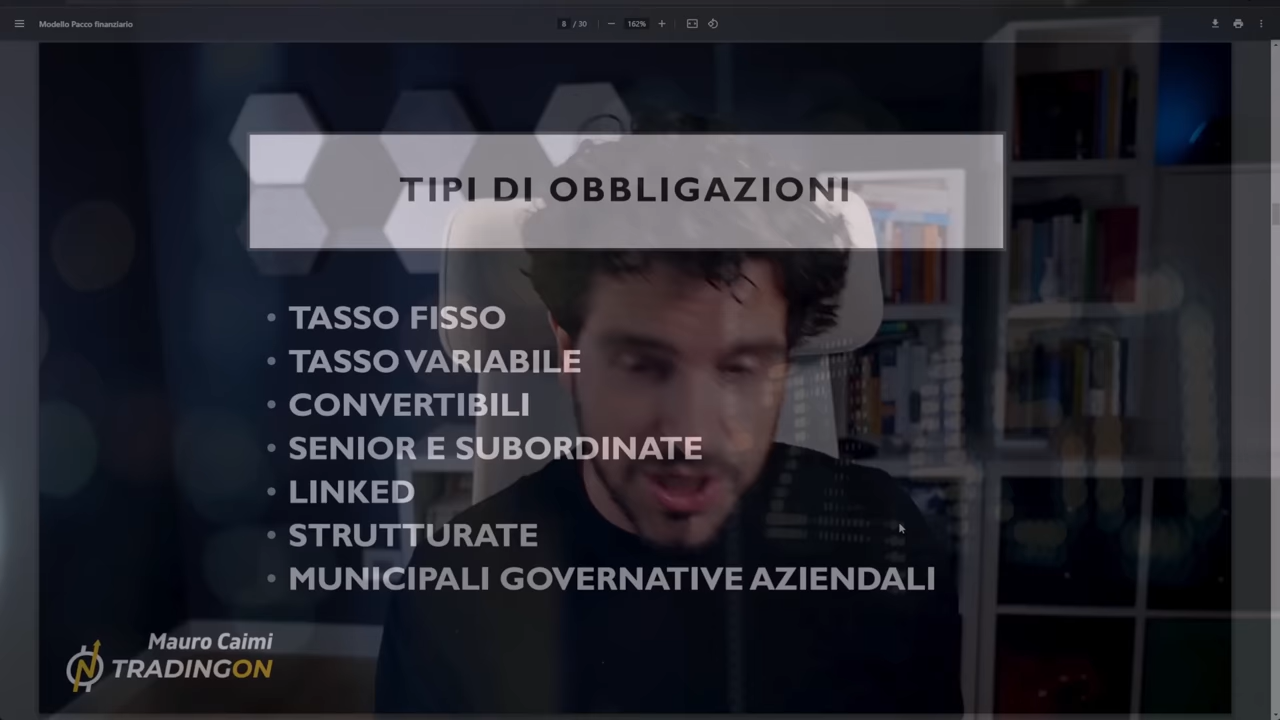 Modello Pacco finanziario
8 / 30
162%
TIPI DI OBBLIGAZIONI
• TASSO FISSO
• TASSO VARIABILE
• CONVERTIBILI
• SENIOR E SUBORDINATE
• LINKED
• STRUTTURATE
• MUNICIPALI GOVERNATIVE AZIENDALI
Mauro Caimi
TRADINGON